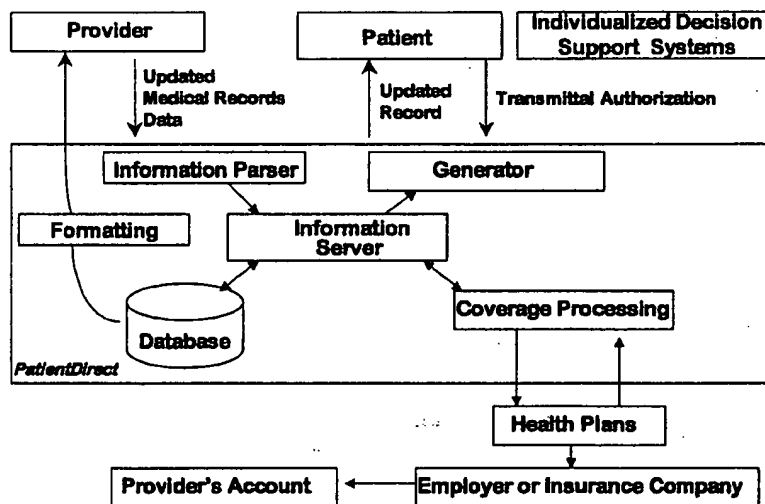 Provider
Patient
Individualized Decision
Support Systems
Updated
Medical Records
Data
Updated
Record
Transmittal Authorization
Information Parser
Generator
Formatting
Information
Server
Database
Coverage Processing
PatientDirect
Health Plans
Provider's Account
Employer or Insurance Company